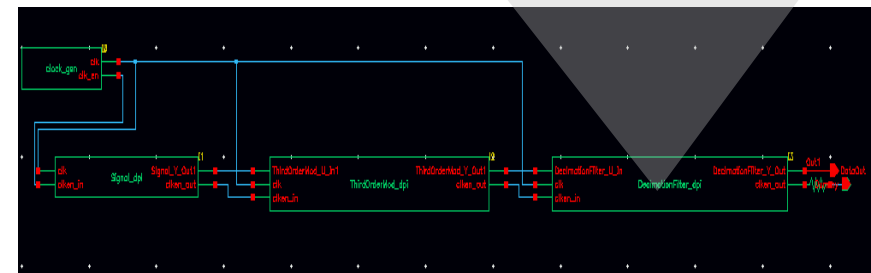 clock_gen
clk
clk_en
clk
clken_in
Signal_dpi
Signal_Y_Out1
clken_out
ThirdOrderMod_U_In1
clk
clken_in
ThirdOrderMod_dpi
ThirdOrderMod_Y_Out1
clken_out
DecimationFilter_U_In
clk
clken_in
DecimationFilter_dpi
DecimationFilter_Y_Out
clken_out
Out1
DataOut